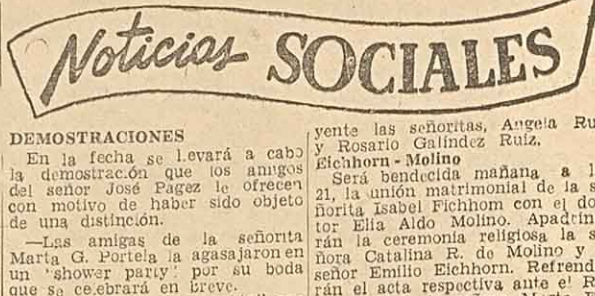 Noticias SOCIALES
DEMOSTRACIONES
En la fecha se l.evará a cabo
la demostrac.ón que los amigos
del señor José Pagez le ofrecen
con motivo de haber sido objeto
de una distinción.
—Las amigas de la señorita
Marta G. Portela la agasajaron en
un "shower party" por su boda
que se celebrará en breve.
yente las señoritas, Angela Ru
y Rosario Galíndez Ruiz.
Eichhorn - Molino
Será bendecida mañana a l
21, la unión matrimonial de la s
ñorita Isabel Fichhom con el do
tor Elia Aldo Molino. Apadrin
rán la ceremonia religiosa la s
ñora Catalina R. de Molino y
señor Emilio Eichhorn. Refrend
rán el acta respectiva ante el R